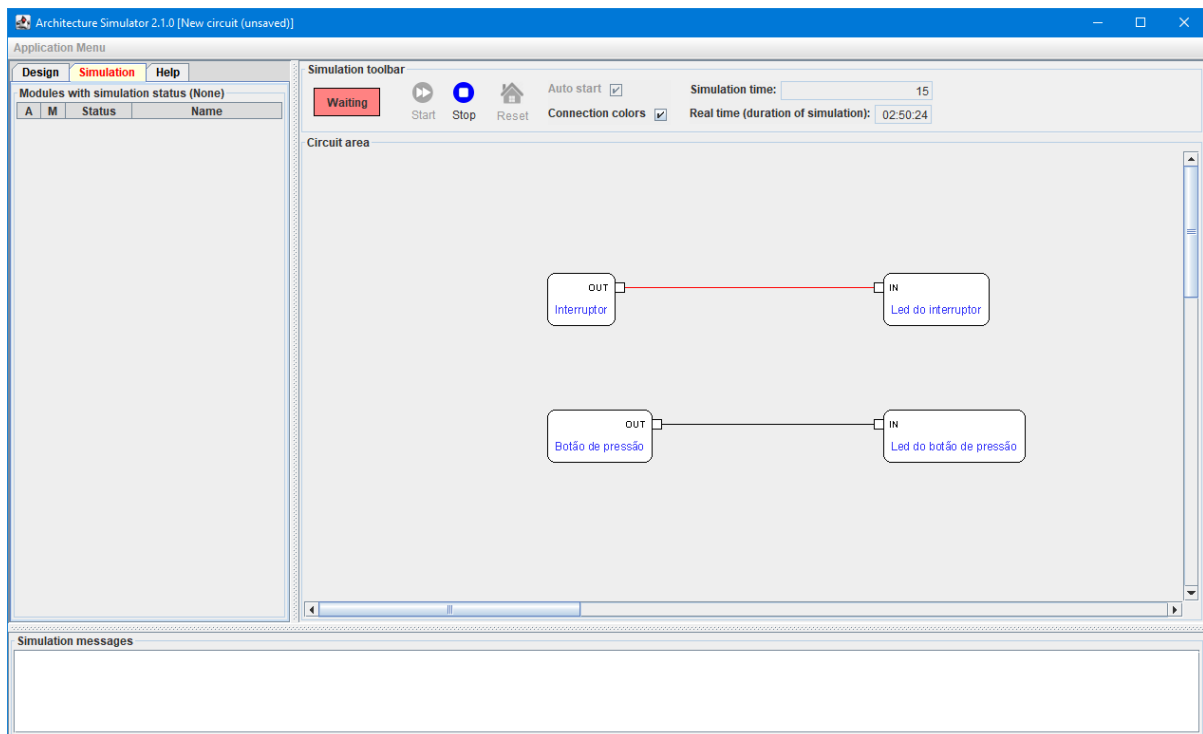 Architecture Simulator 2.1.0 [New circuit (unsaved)]
Application Menu
Design Simulation Help
Modules with simulation status (None)
A M Status Name
Simulation toolbar
Waiting
Start Stop Reset
Auto start
Connection colors
Simulation time: 15
Real time (duration of simulation): 02:50:24
Circuit area
OUT
Interruptor
IN
Led do interruptor
OUT
Botão de pressão
IN
Led do botão de pressão
Simulation messages